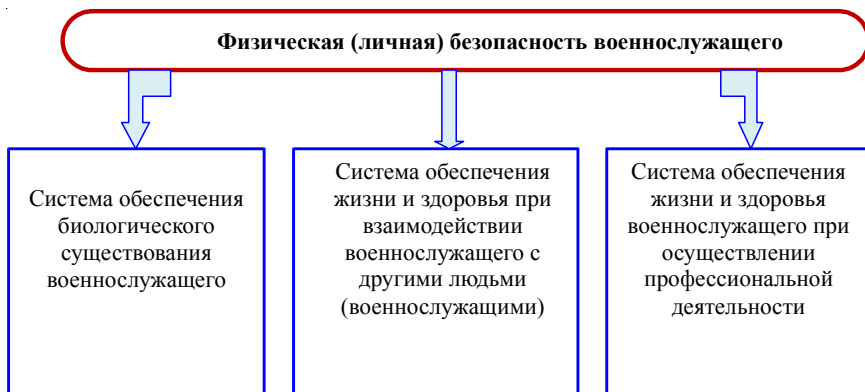 Физическая (личная) безопасность военнослужащего
Система обеспечения
биологического
существования
военнослужащего
Система обеспечения
жизни и здоровья при
взаимодействии
военнослужащего с
другими людьми
(военнослужащими)
Система обеспечения
жизни и здоровья
военнослужащего при
осуществлении
профессиональной
деятельности